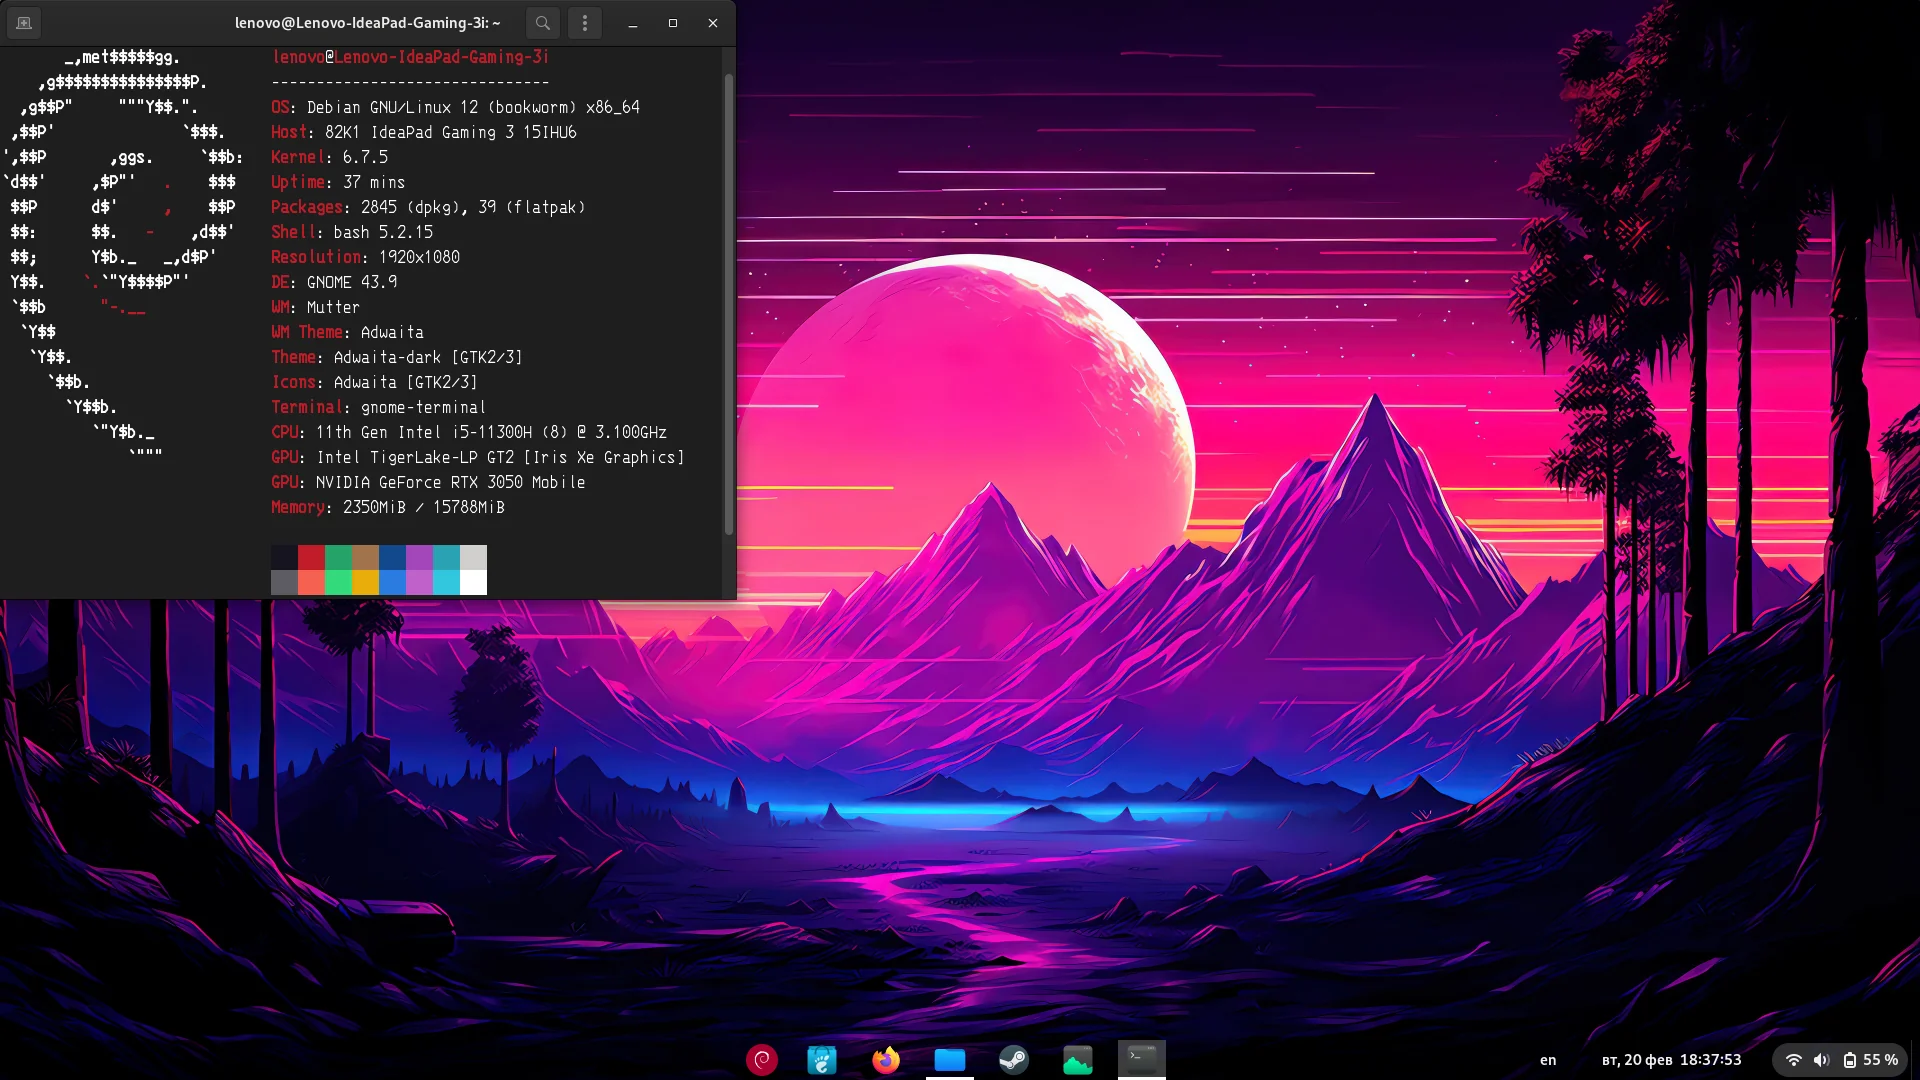 lenovo@Lenovo-IdeaPad-Gaming-3i: ~
_,met$$$$$gg.
,g$$$$$$$$$$$$$$$P.
,g$$P"     """Y$$.".
,$$P'              `$$$.
',$$P       ,ggs.     `$$b:
`d$$'     ,$P"'   .    $$$
$$P      d$'     ,    $$P
$$:      $$.   -    ,d$$'
$$;      Y$b._   _,d$P'
Y$$.    `.`"Y$$$$P"'
`$$b      "-.__
`Y$$
`Y$$.
`$$b.
`Y$$b.
`"Y$b._
`"""
lenovo@Lenovo-IdeaPad-Gaming-3i
-------------------------------
OS: Debian GNU/Linux 12 (bookworm) x86_64
Host: 82K1 IdeaPad Gaming 3 15IHU6
Kernel: 6.7.5
Uptime: 37 mins
Packages: 2845 (dpkg), 39 (flatpak)
Shell: bash 5.2.15
Resolution: 1920x1080
DE: GNOME 43.9
WM: Mutter
WM Theme: Adwaita
Theme: Adwaita-dark [GTK2/3]
Icons: Adwaita [GTK2/3]
Terminal: gnome-terminal
CPU: 11th Gen Intel i5-11300H (8) @ 3.100GHz
GPU: Intel TigerLake-LP GT2 [Iris Xe Graphics]
GPU: NVIDIA GeForce RTX 3050 Mobile
Memory: 2350MiB / 15788MiB
en
вт, 20 фев 18:37:53
55 %